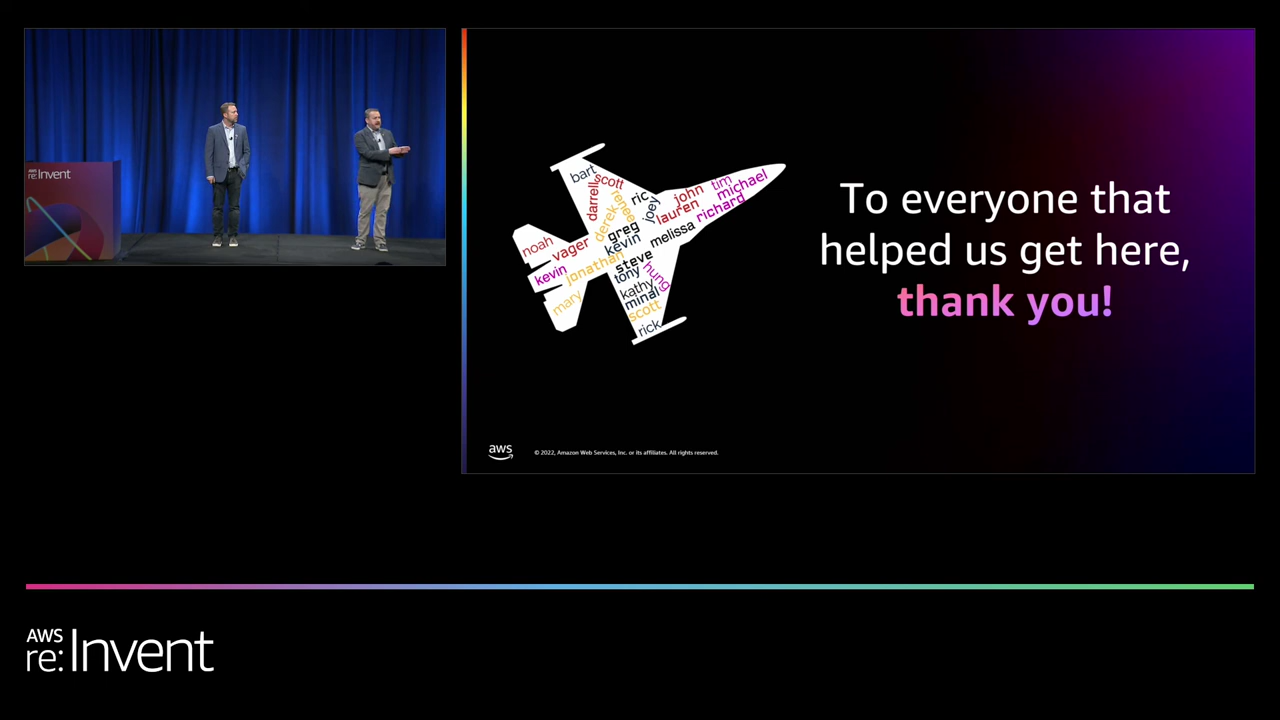 aws
re:Invent
bart
scott
darrell
renee
ric
joey
john
tim
michael
lauren
richard
derek
greg
kevin
melissa
noah
vager
kevin
jonathan
steve
tony
hung
kathy
minal
mary
scott
rick
To everyone that
helped us get here,
thank you!
aws
© 2022, Amazon Web Services, Inc. or its affiliates. All rights reserved.
AWS
re:Invent